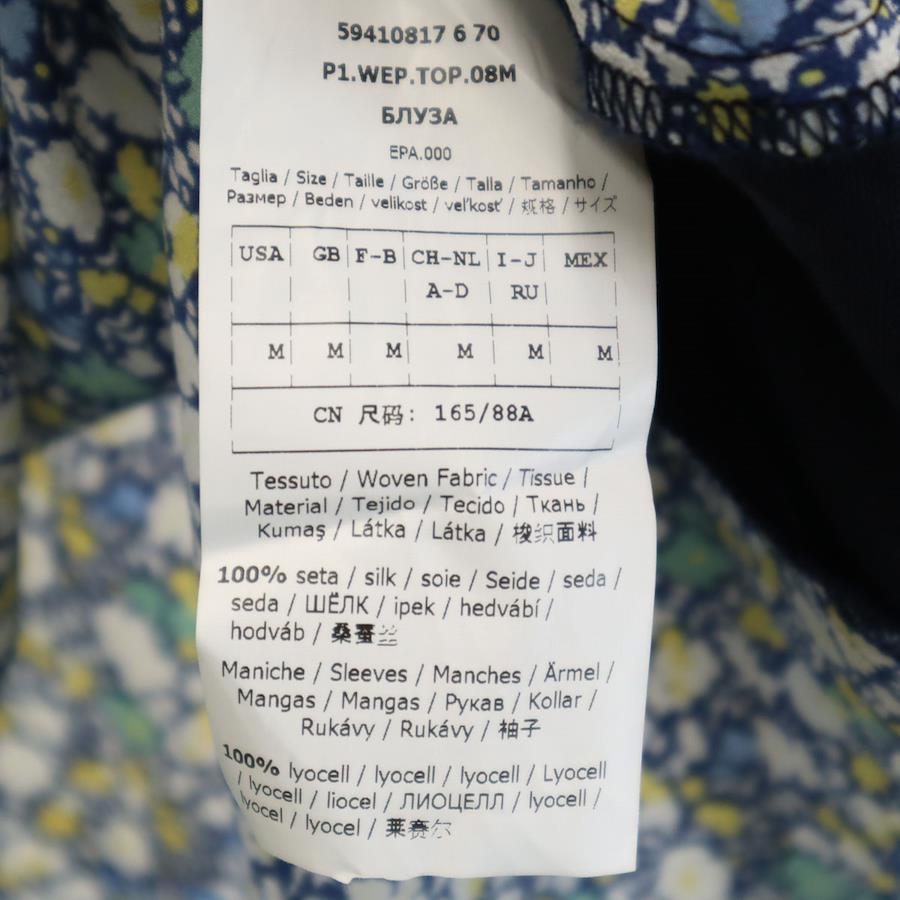 59410817 6 70
P1.WEP.TOP.08M
БЛУЗА
EPA.000
Taglia / Size / Taille / Größe / Talla / Tamanho /
Размер / Beden / velikost / veľkosť / 规格 / サイズ
USA GB F-B CH-NL I-J MEX
A-D RU
M M M M M M
CN 尺码: 165/88A
Tessuto / Woven Fabric / Tissue /
Material / Tejido / Tecido / Ткань /
Kumaş / Látka / Látka / 梭织面料
100% seta / silk / soie / Seide / seda /
seda / ШЁЛК / ipek / hedvábí /
hodváb / 桑蚕丝
Maniche / Sleeves / Manches / Ärmel /
Mangas / Mangas / Рукав / Kollar /
Rukávy / Rukávy / 袖子
100% lyocell / lyocell / lyocell / Lyocell
/ lyocell / liocel / ЛИОЦЕЛЛ / lyocell /
lyocel / lyocel / 莱赛尔